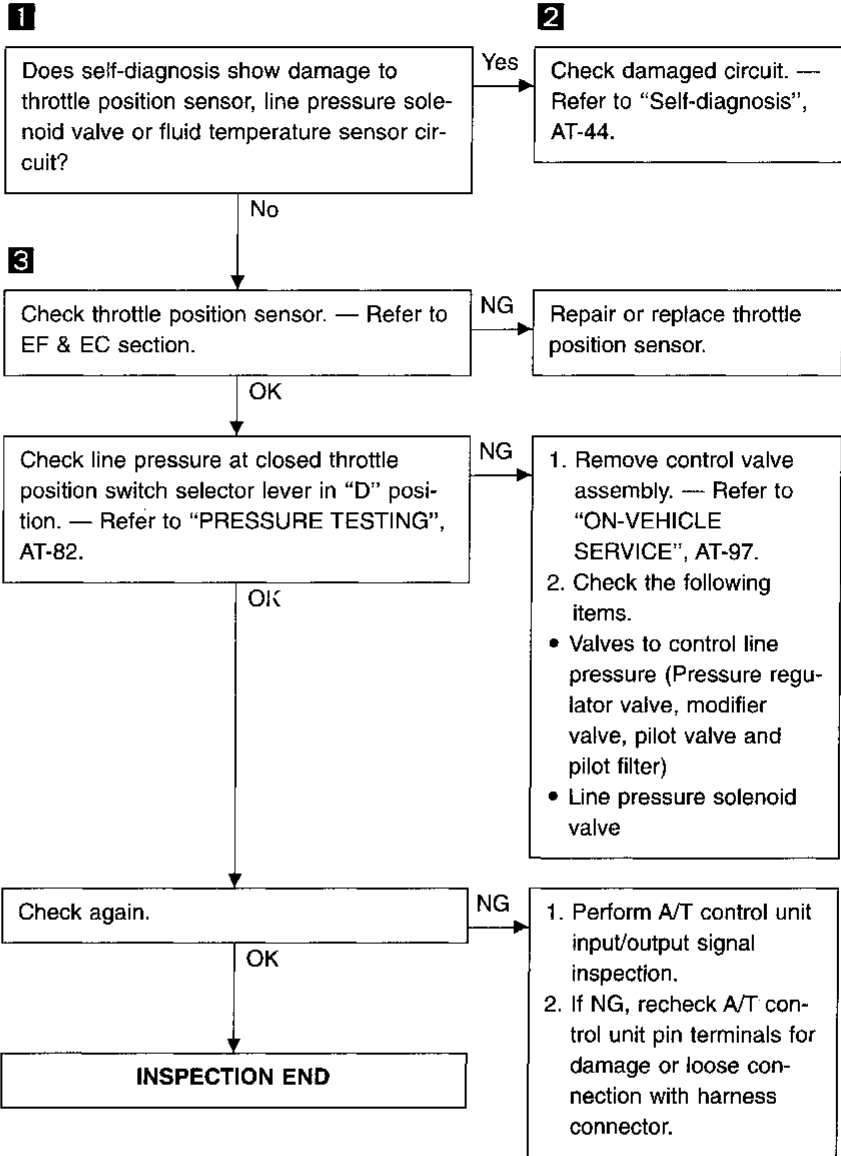 1
2
Does self-diagnosis show damage to
throttle position sensor, line pressure sole-
noid valve or fluid temperature sensor cir-
cuit?
Yes
Check damaged circuit. —
Refer to “Self-diagnosis”,
AT-44.
No
3
Check throttle position sensor. — Refer to
EF & EC section.
NG
Repair or replace throttle
position sensor.
OK
Check line pressure at closed throttle
position switch selector lever in “D” posi-
tion. — Refer to “PRESSURE TESTING”,
AT-82.
NG
1. Remove control valve
assembly. — Refer to
“ON-VEHICLE
SERVICE”, AT-97.
2. Check the following
items.
• Valves to control line
pressure (Pressure regu-
lator valve, modifier
valve, pilot valve and
pilot filter)
• Line pressure solenoid
valve
OK
Check again.
NG
1. Perform A/T control unit
input/output signal
inspection.
2. If NG, recheck A/T con-
trol unit pin terminals for
damage or loose con-
nection with harness
connector.
OK
INSPECTION END